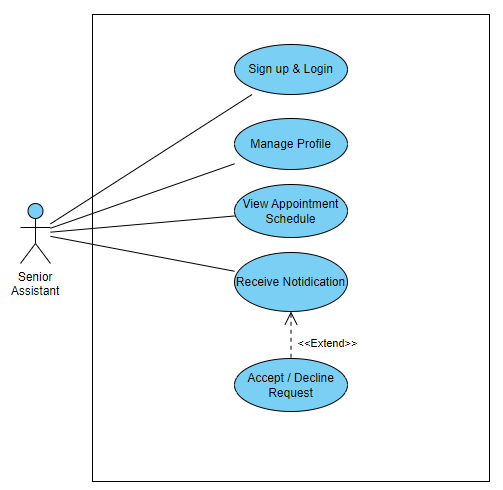 Sign up & Login
Manage Profile
View Appointment
Schedule
Senior
Assistant
Receive Notidication
<<Extend>>
Accept / Decline
Request